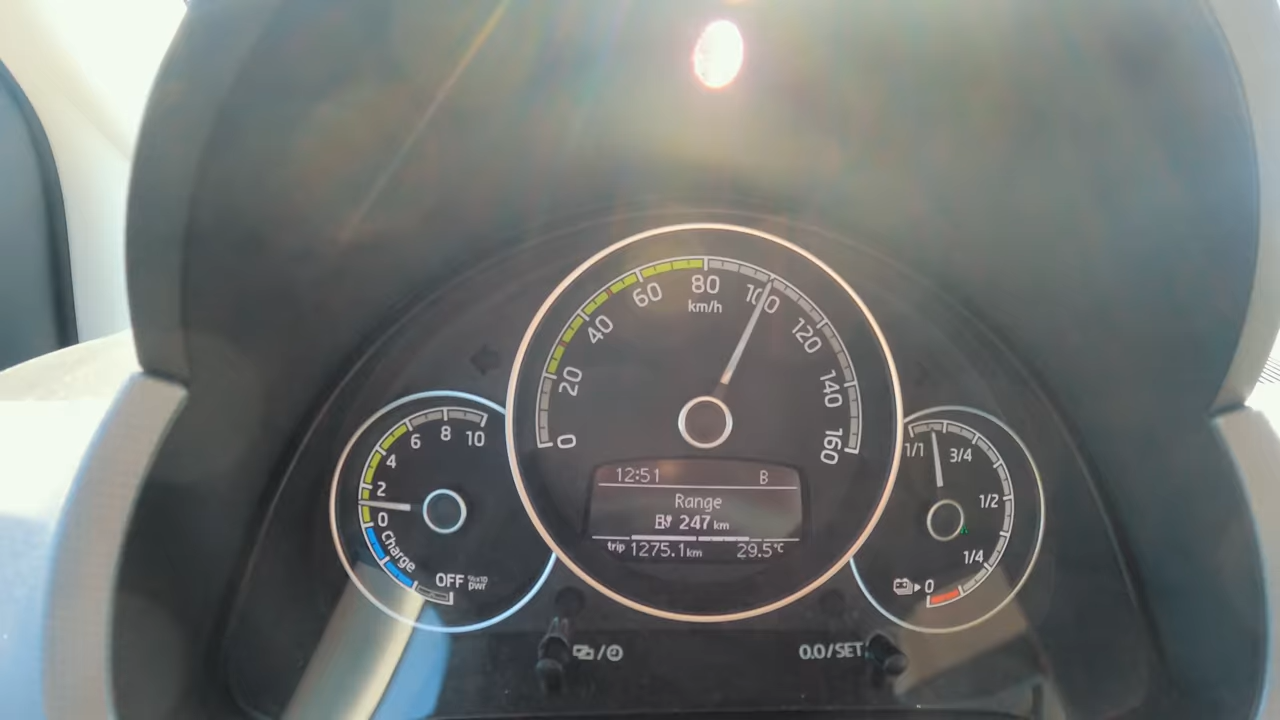 0 20 40 60 80 100 120 140 160
km/h
12:51 B
Range
247 km
trip 1275.1 km 29.5°C
0 2 4 6 8 10
Charge
OFF %x10
pwr
1/1 3/4 1/2 1/4 0
0.0/SET